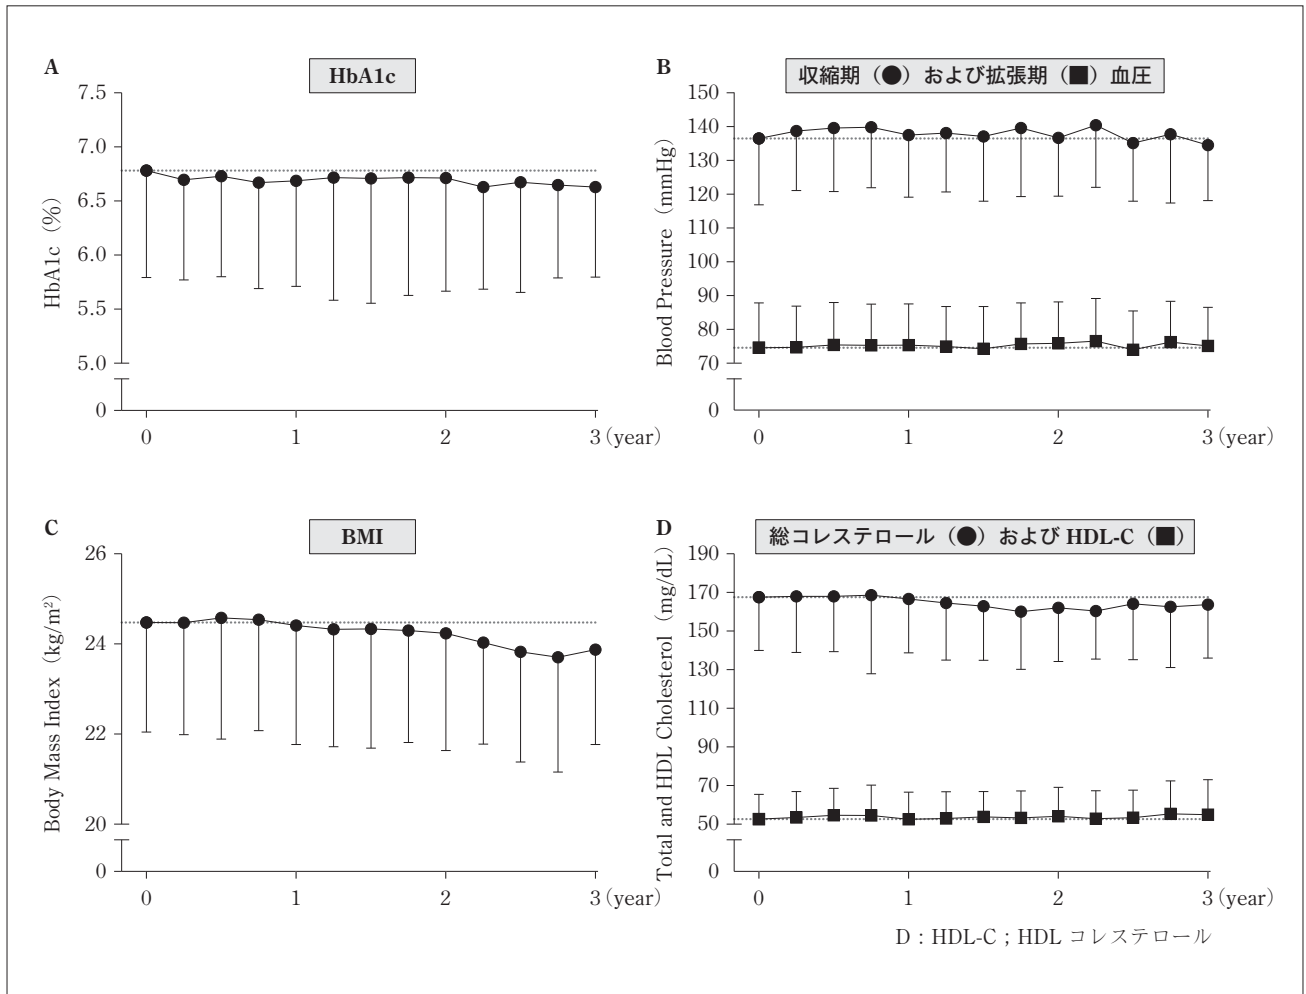 A
HbA1c
HbA1c (%)
7.5
7.0
6.5
6.0
5.5
5.0
0
0 1 2 3 (year)
B
収縮期（●）および拡張期（■）血圧
Blood Pressure (mmHg)
150
140
130
120
110
100
90
80
70
0
0 1 2 3 (year)
C
BMI
Body Mass Index (kg/m²)
26
24
22
20
0
0 1 2 3 (year)
D
総コレステロール（●）および HDL-C（■）
Total and HDL Cholesterol (mg/dL)
190
170
150
130
110
90
70
50
0
0 1 2 3 (year)
D : HDL-C ; HDL コレステロール